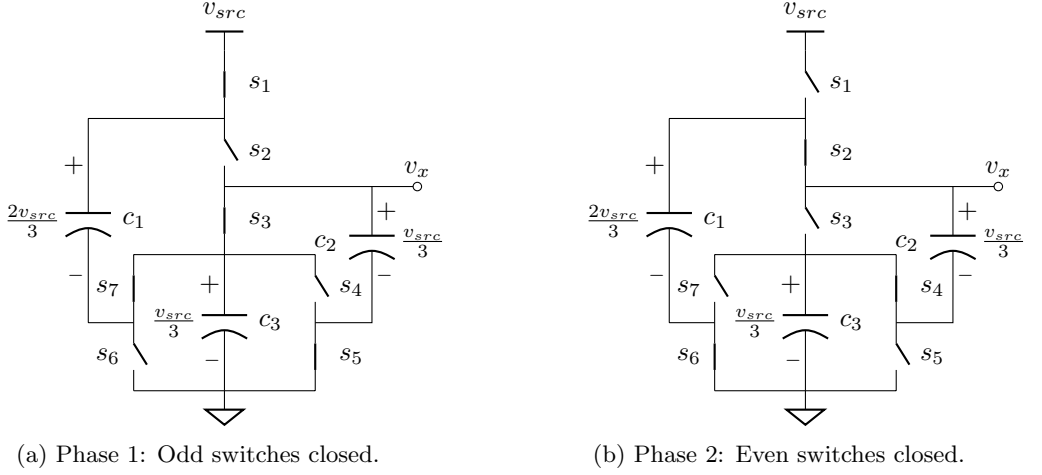 v_src
v_src
s_1
s_1
s_2
s_2
+
v_x
+
v_x
s_3
+
s_3
+
2v_src/3
c_1
c_2
v_src/3
2v_src/3
c_1
c_2
v_src/3
−
s_7
+
s_4
−
−
s_7
+
s_4
−
v_src/3
c_3
v_src/3
c_3
s_6
−
s_5
s_6
−
s_5
(a) Phase 1: Odd switches closed.
(b) Phase 2: Even switches closed.